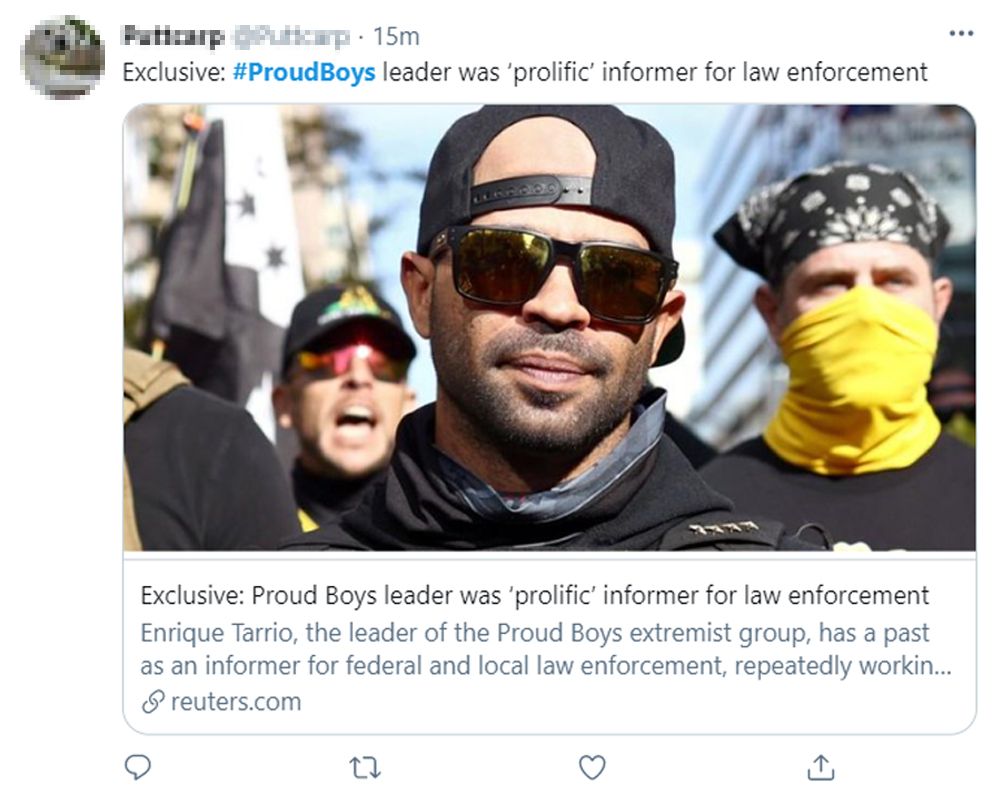 15m
Exclusive: #ProudBoys leader was ‘prolific’ informer for law enforcement
Exclusive: Proud Boys leader was ‘prolific’ informer for law enforcement
Enrique Tarrio, the leader of the Proud Boys extremist group, has a past
as an informer for federal and local law enforcement, repeatedly workin...
reuters.com